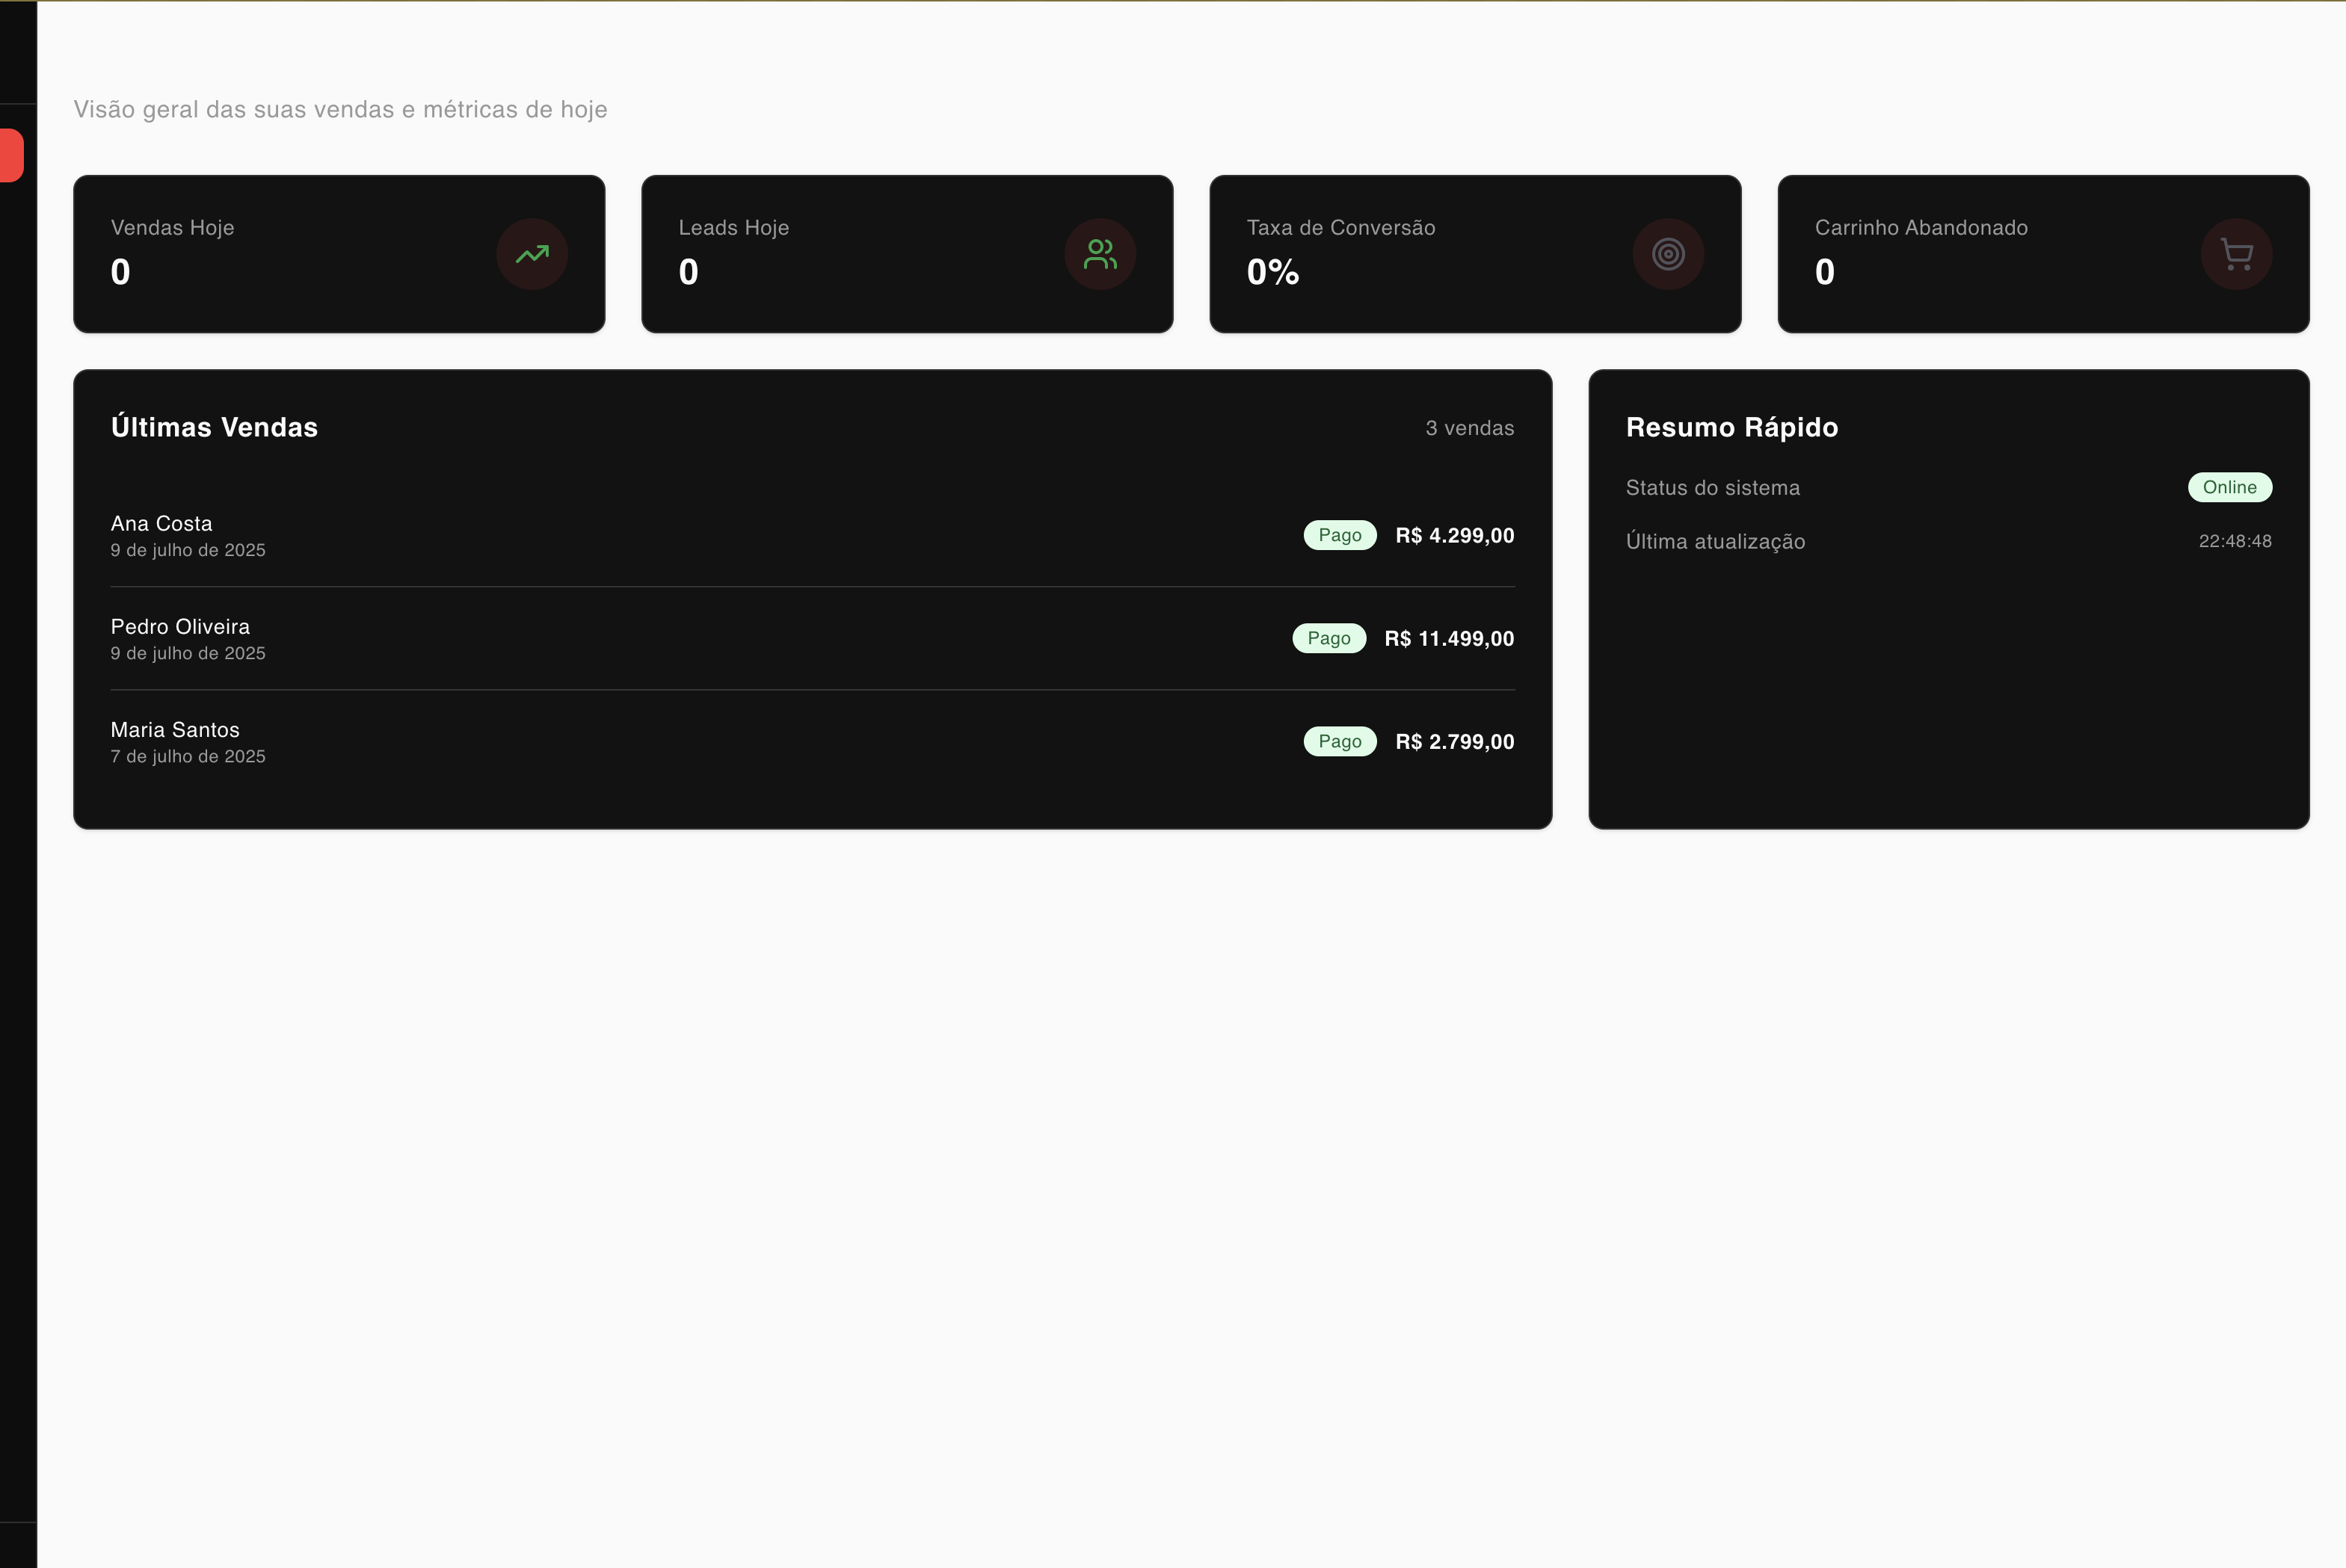 Visão geral das suas vendas e métricas de hoje
Vendas Hoje
0
Leads Hoje
0
Taxa de Conversão
0%
Carrinho Abandonado
0
Últimas Vendas
3 vendas
Ana Costa
9 de julho de 2025
Pago
R$ 4.299,00
Pedro Oliveira
9 de julho de 2025
Pago
R$ 11.499,00
Maria Santos
7 de julho de 2025
Pago
R$ 2.799,00
Resumo Rápido
Status do sistema
Online
Última atualização
22:48:48